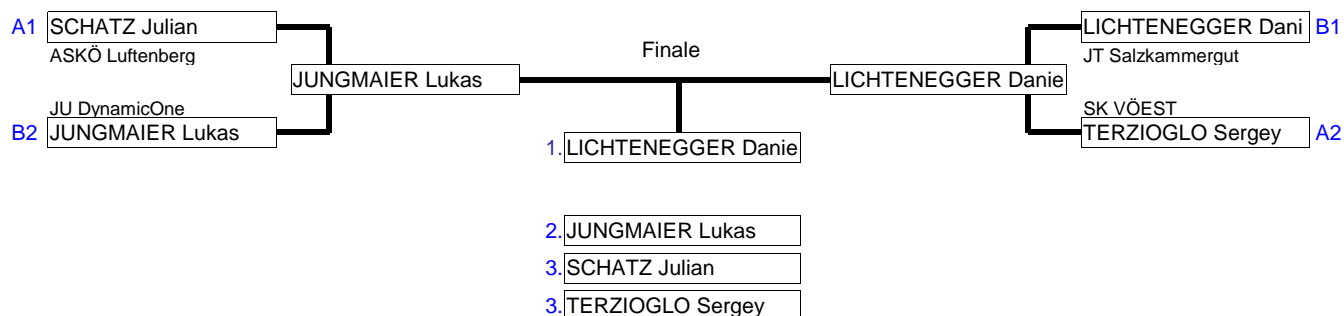 A1 SCHATZ Julian
ASKÖ Luftenberg
JU DynamicOne
B2 JUNGMAIER Lukas
JUNGMAIER Lukas
Finale
LICHTENEGGER Danie
LICHTENEGGER Dani B1
JT Salzkammergut
SK VÖEST
TERZIOGLO Sergey A2
1. LICHTENEGGER Danie
2. JUNGMAIER Lukas
3. SCHATZ Julian
3. TERZIOGLO Sergey